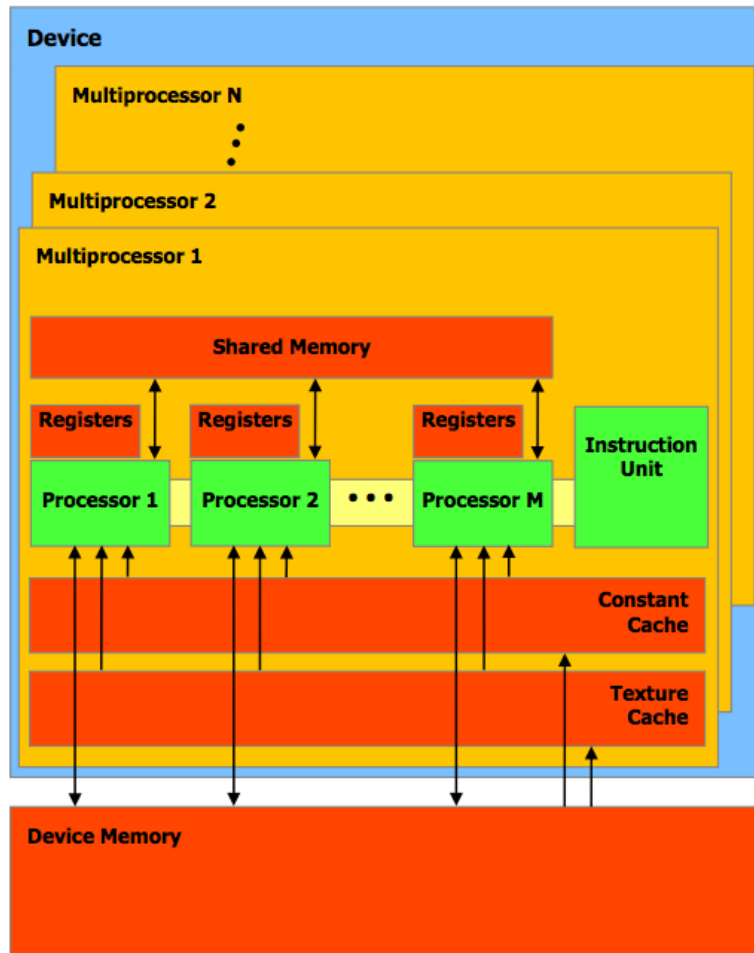 Device
Multiprocessor N
Multiprocessor 2
Multiprocessor 1
Shared Memory
Registers
Registers
Registers
Instruction
Unit
Processor 1
Processor 2
Processor M
Constant
Cache
Texture
Cache
Device Memory